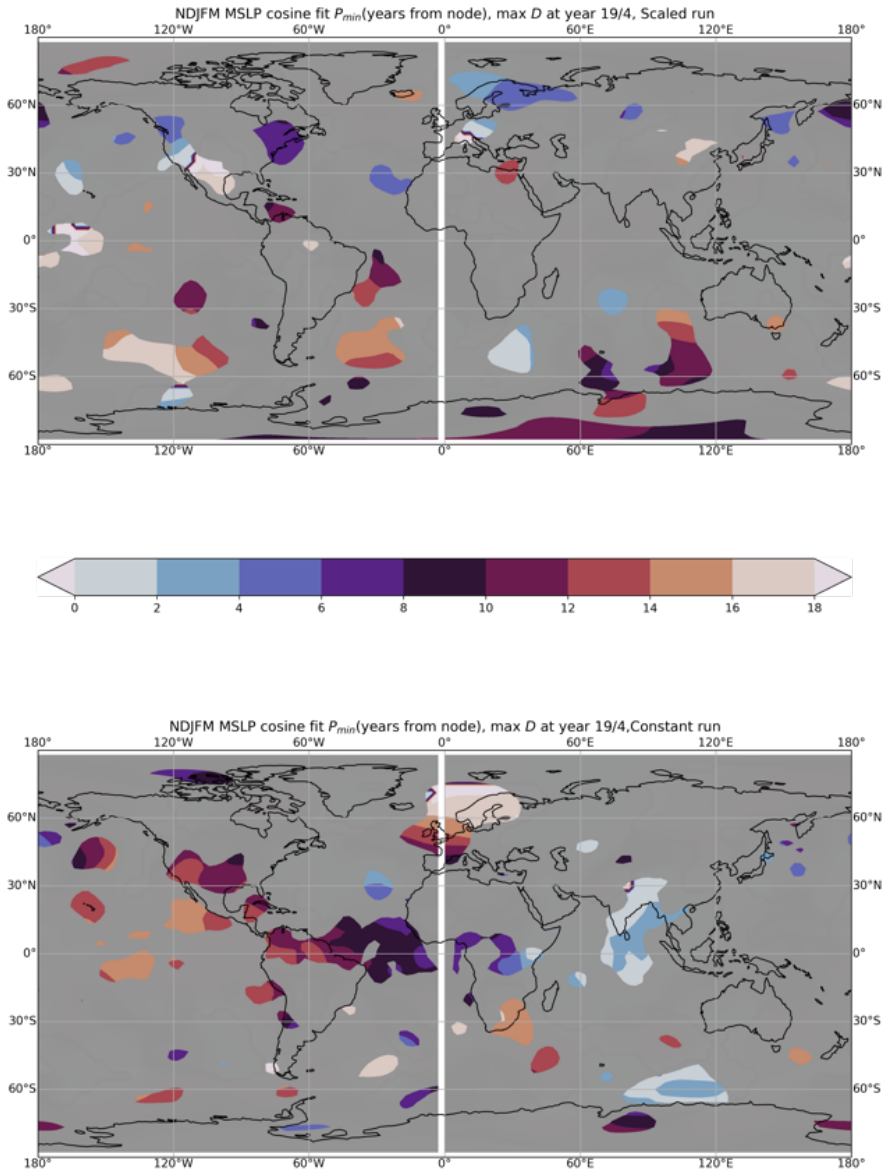 NDJFM MSLP cosine fit P_min(years from node), max D at year 19/4, Scaled run
180° 120°W 60°W 0° 60°E 120°E 180°
60°N 60°N
30°N 30°N
0° 0°
30°S 30°S
60°S 60°S
180° 120°W 60°W 0° 60°E 120°E 180°
0 2 4 6 8 10 12 14 16 18
NDJFM MSLP cosine fit P_min(years from node), max D at year 19/4,Constant run
180° 120°W 60°W 0° 60°E 120°E 180°
60°N 60°N
30°N 30°N
0° 0°
30°S 30°S
60°S 60°S
180° 120°W 60°W 0° 60°E 120°E 180°